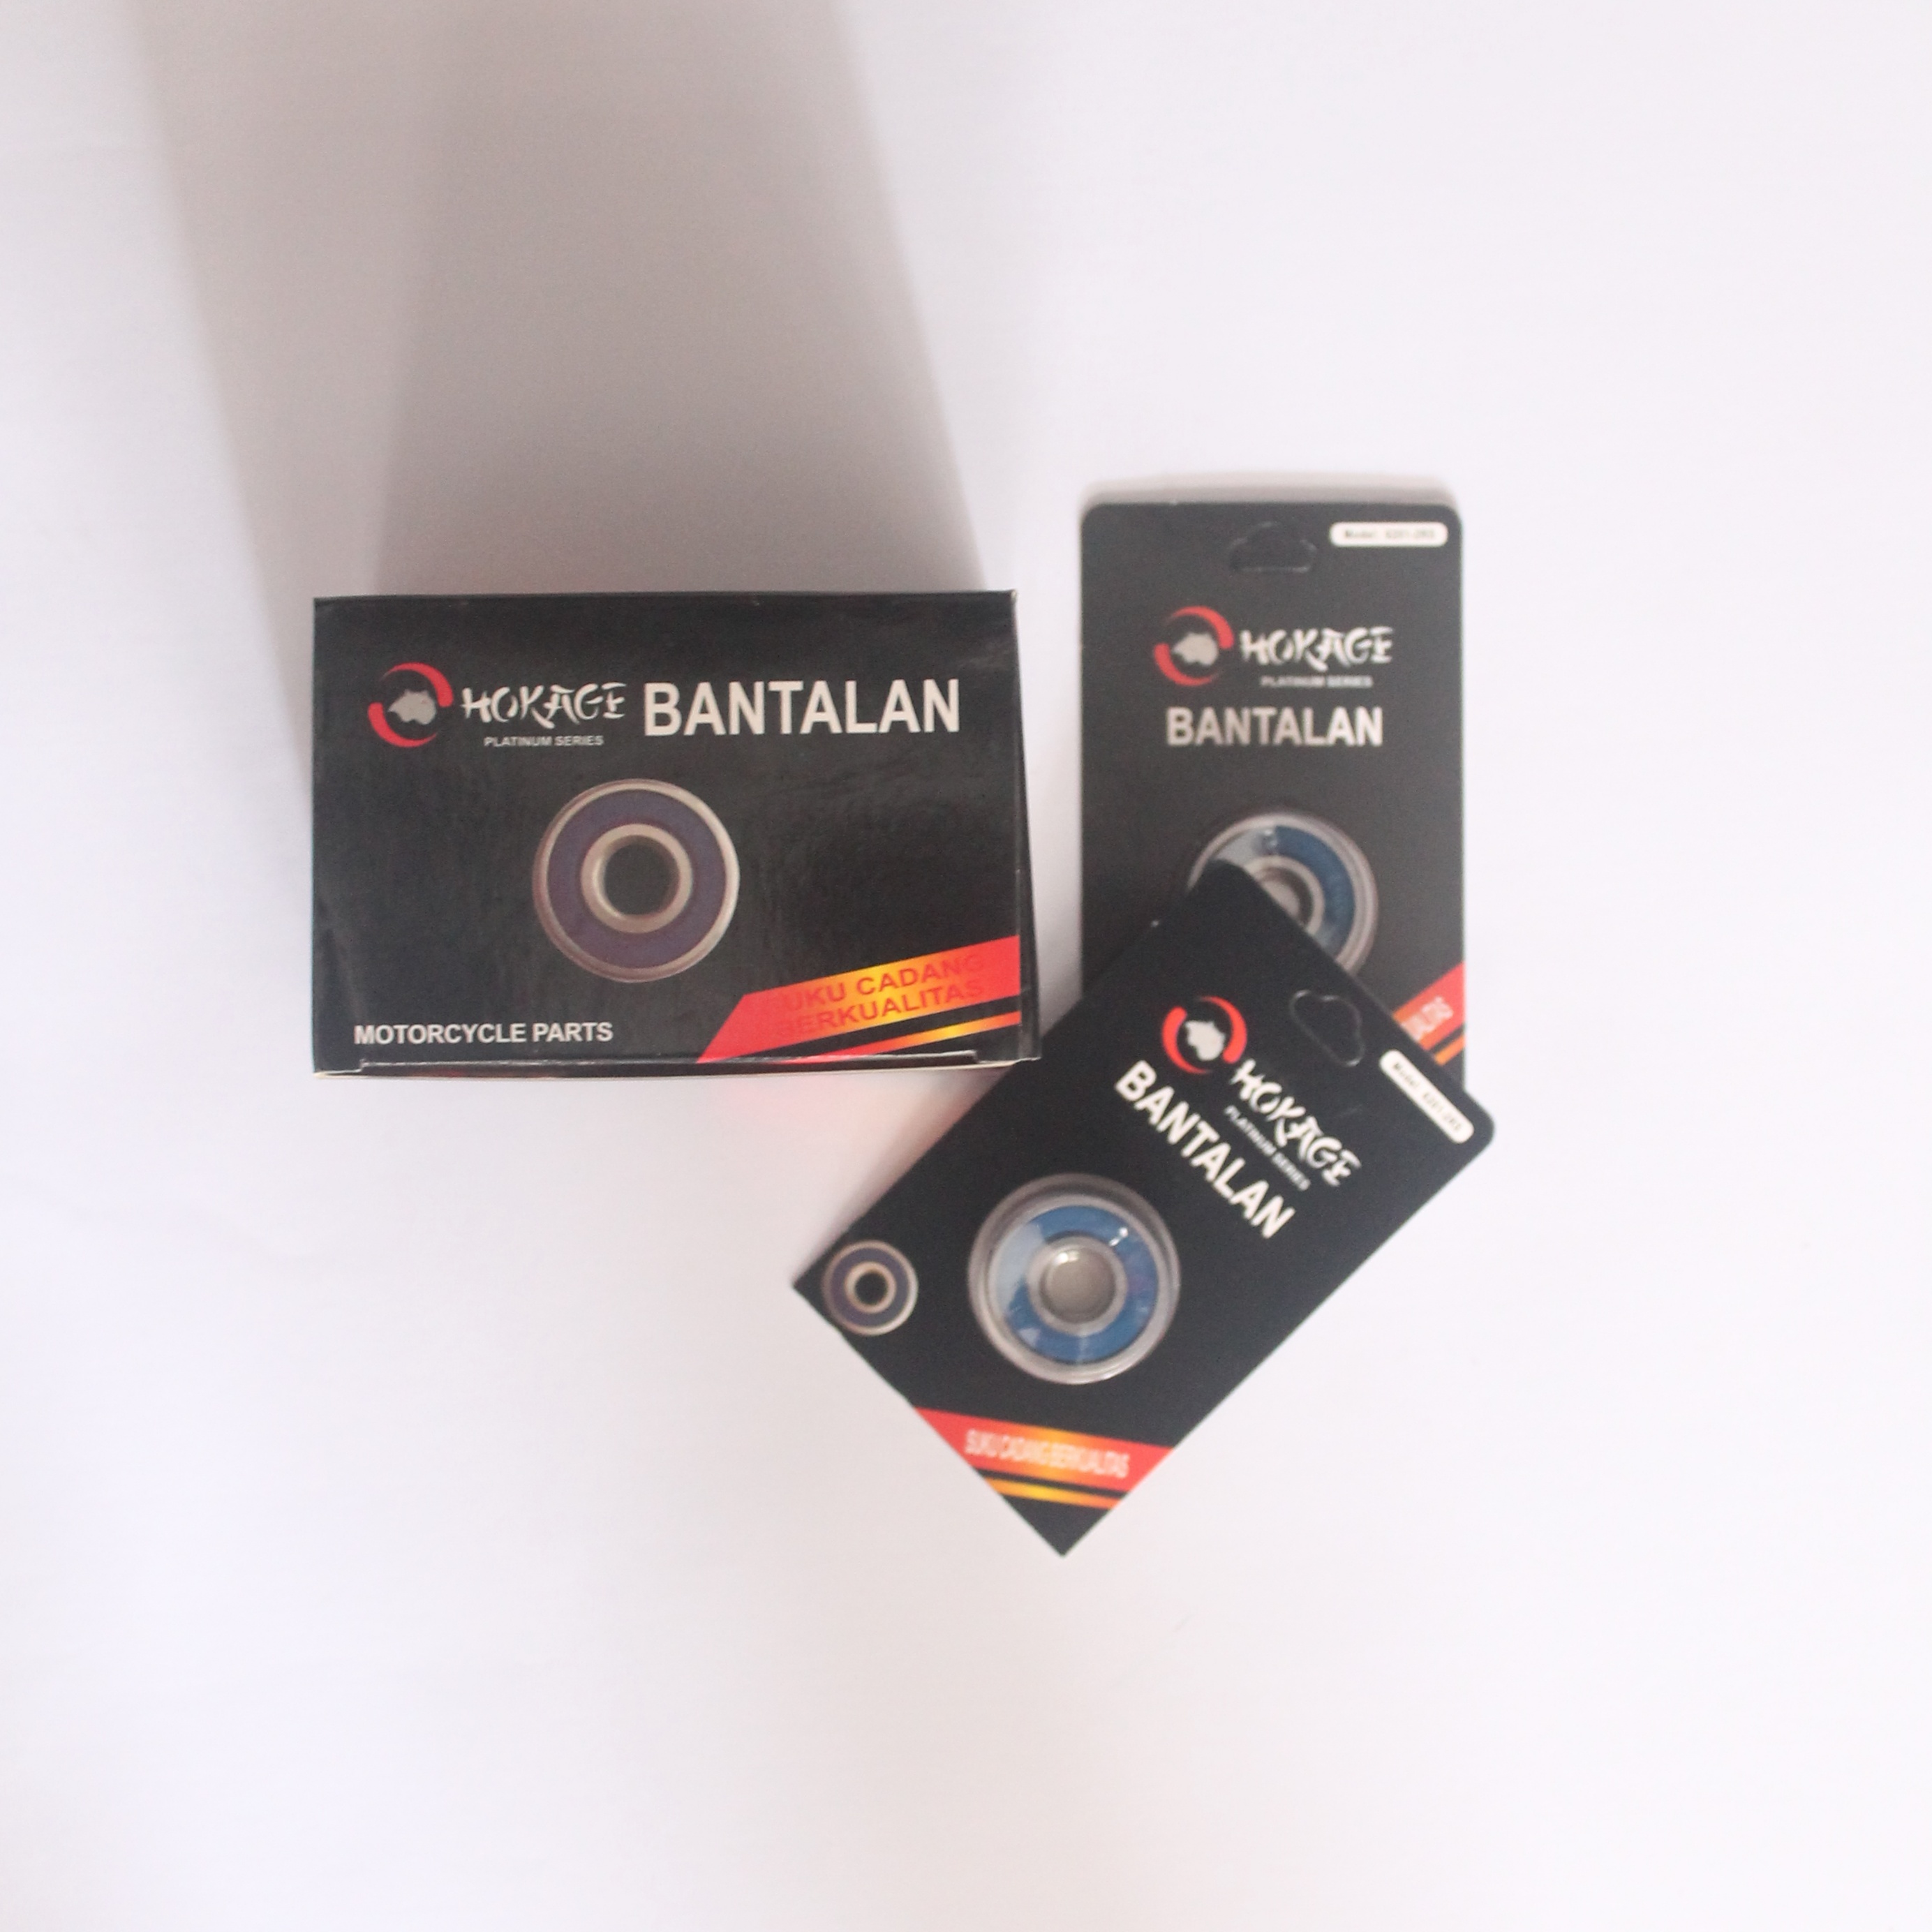 HOKAGE BANTALAN
PLATINUM SERIES
UKU CADANG
BERKUALITAS
MOTORCYCLE PARTS
HOKAGE
PLATINUM SERIES
BANTALAN
HOKAGE
PLATINUM SERIES
BANTALAN
SUKU CADANG BERKUALITAS